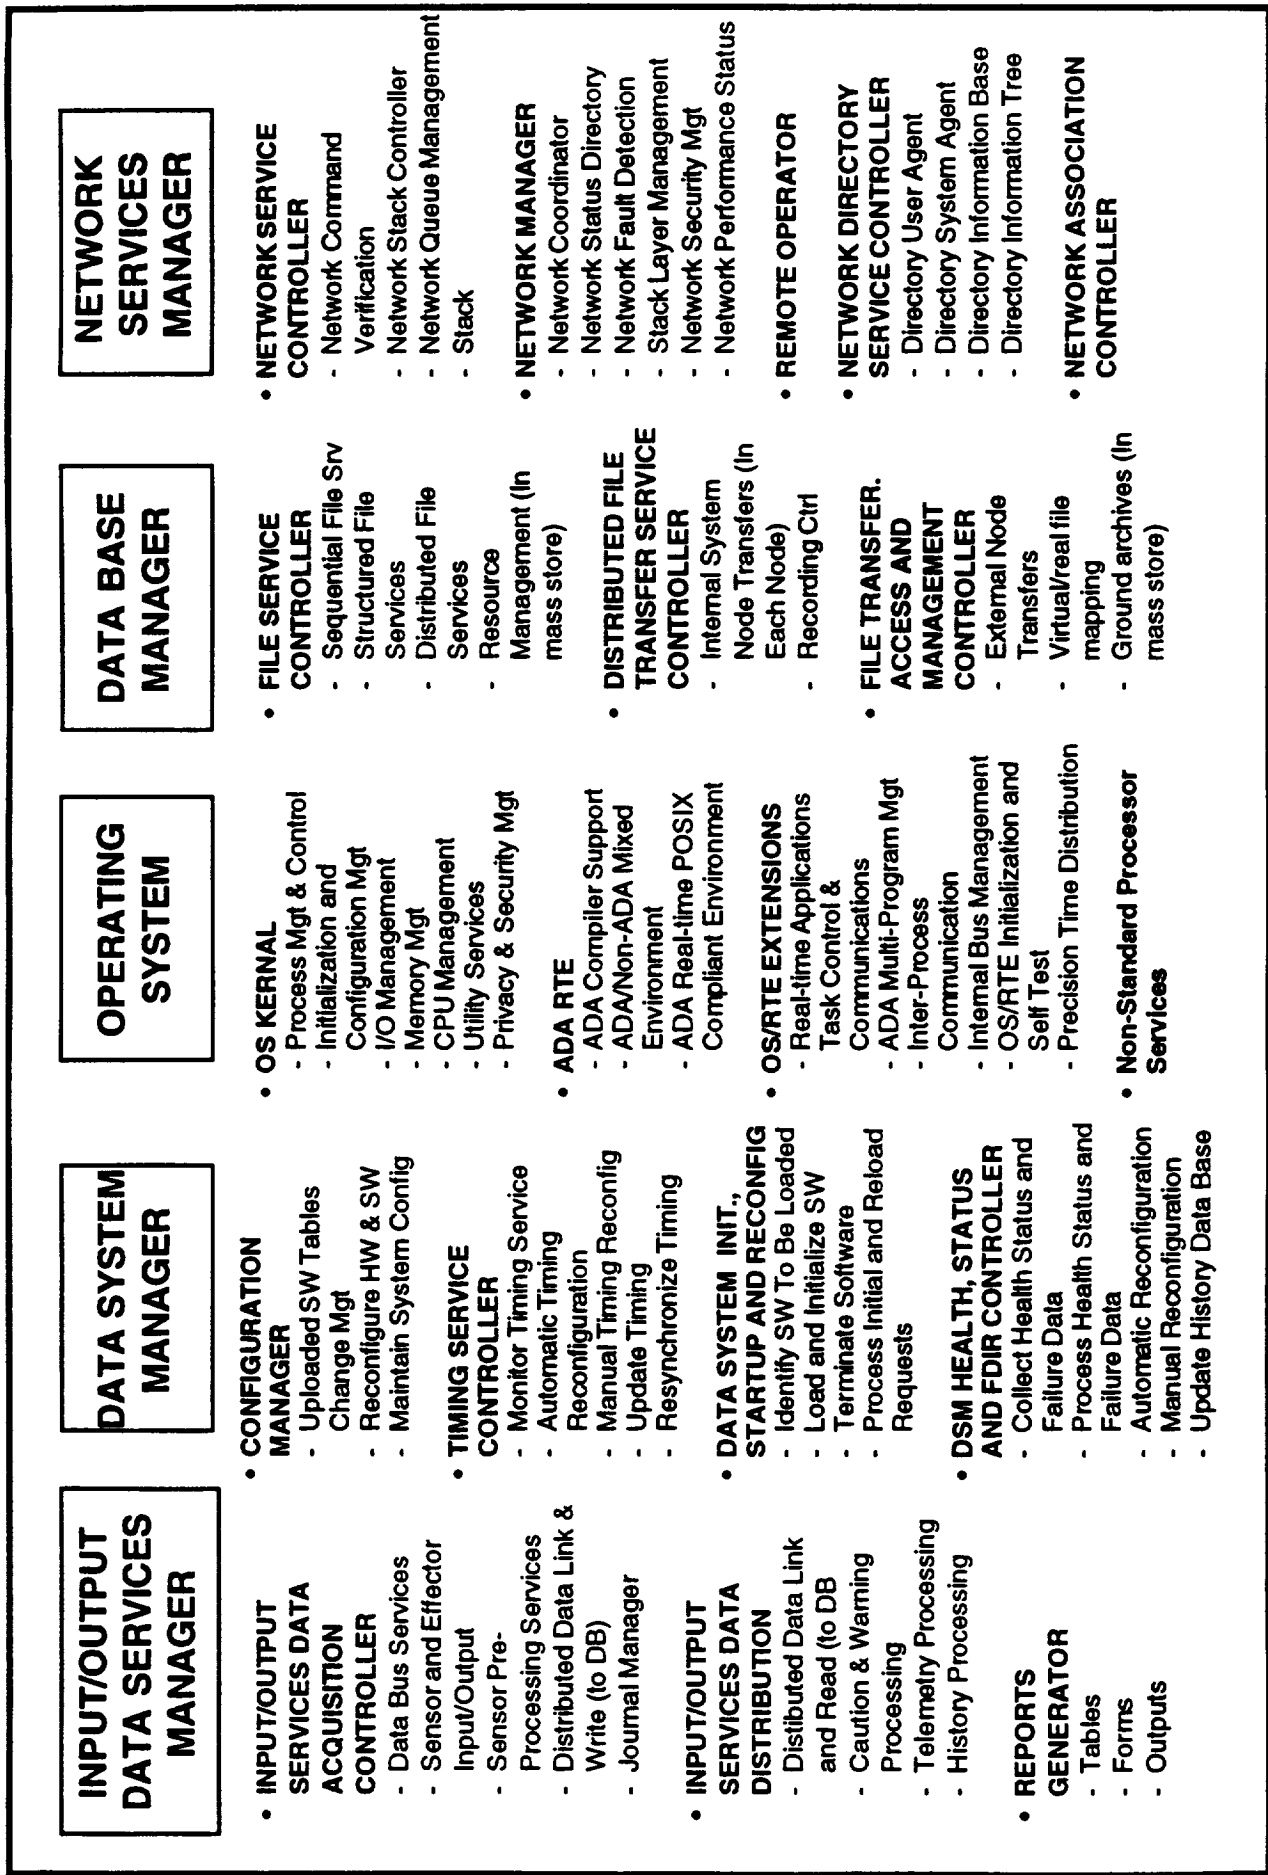 INPUT/OUTPUT
DATA SERVICES
MANAGER
• INPUT/OUTPUT
SERVICES DATA
ACQUISITION
CONTROLLER
- Data Bus Services
- Sensor and Effector
Input/Output
- Sensor Pre-
Processing Services
- Distributed Data Link &
Write (to DB)
- Journal Manager
• INPUT/OUTPUT
SERVICES DATA
DISTRIBUTION
- Distibuted Data Link
and Read (to DB
- Caution & Warning
Processing
- Telemetry Processing
- History Processing
• REPORTS
GENERATOR
- Tables
- Forms
- Outputs
DATA SYSTEM
MANAGER
• CONFIGURATION
MANAGER
- Uploaded SW Tables
Change Mgt
- Reconfigure HW & SW
- Maintain System Config
• TIMING SERVICE
CONTROLLER
- Monitor Timing Service
- Automatic Timing
Reconfiguration
- Manual Timing Reconfig
- Update Timing
- Resynchronize Timing
• DATA SYSTEM INIT.,
STARTUP AND RECONFIG
- Identify SW To Be Loaded
- Load and Initialize SW
- Terminate Software
- Process Initial and Reload
Requests
• DSM HEALTH, STATUS
AND FDIR CONTROLLER
- Collect Health Status and
Failure Data
- Process Health Status and
Failure Data
- Automatic Reconfiguration
- Manual Reconfiguration
- Update History Data Base
OPERATING
SYSTEM
• OS KERNAL
- Process Mgt & Control
- Initialization and
Configuration Mgt
- I/O Management
- Memory Mgt
- CPU Management
- Utility Services
- Privacy & Security Mgt
• ADA RTE
- ADA Compiler Support
- ADA/Non-ADA Mixed
Environment
- ADA Real-time POSIX
Compliant Environment
• OS/RTE EXTENSIONS
- Real-time Applications
Task Control &
Communications
- ADA Multi-Program Mgt
- Inter-Process
Communication
- Internal Bus Management
- OS/RTE Initialization and
Self Test
- Precision Time Distribution
• Non-Standard Processor
Services
DATA BASE
MANAGER
• FILE SERVICE
CONTROLLER
- Sequential File Srv
- Structured File
Services
- Distributed File
Services
- Resource
Management (In
mass store)
• DISTRIBUTED FILE
TRANSFER SERVICE
CONTROLLER
- Internal System
Node Transfers (In
Each Node)
- Recording Ctrl
• FILE TRANSFER.
ACCESS AND
MANAGEMENT
CONTROLLER
- External Node
Transfers
- Virtual/real file
mapping
- Ground archives (In
mass store)
NETWORK
SERVICES
MANAGER
• NETWORK SERVICE
CONTROLLER
- Network Command
Verification
- Network Stack Controller
- Network Queue Management
- Stack
• NETWORK MANAGER
- Network Coordinator
- Network Status Directory
- Network Fault Detection
- Stack Layer Management
- Network Security Mgt
- Network Performance Status
• REMOTE OPERATOR
• NETWORK DIRECTORY
SERVICE CONTROLLER
- Directory User Agent
- Directory System Agent
- Directory Information Base
- Directory Information Tree
• NETWORK ASSOCIATION
CONTROLLER